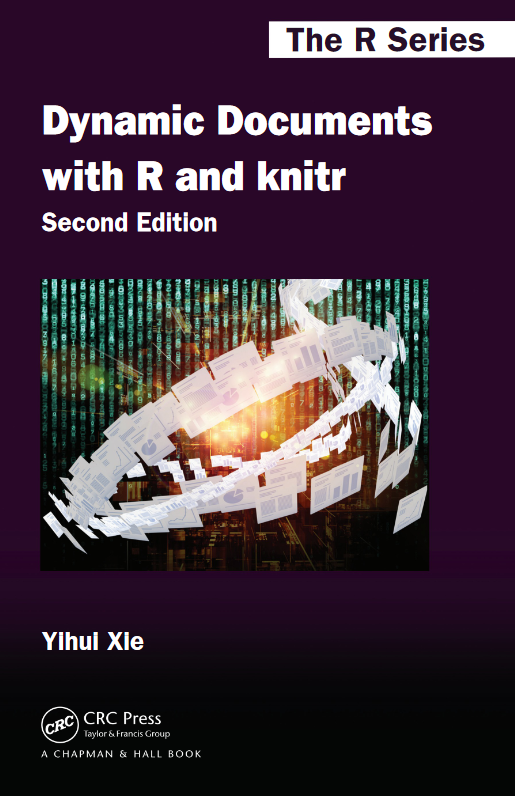 The R Series
Dynamic Documents
with R and knitr
Second Edition
Yihui Xie
CRC
CRC Press
Taylor & Francis Group
A CHAPMAN & HALL BOOK